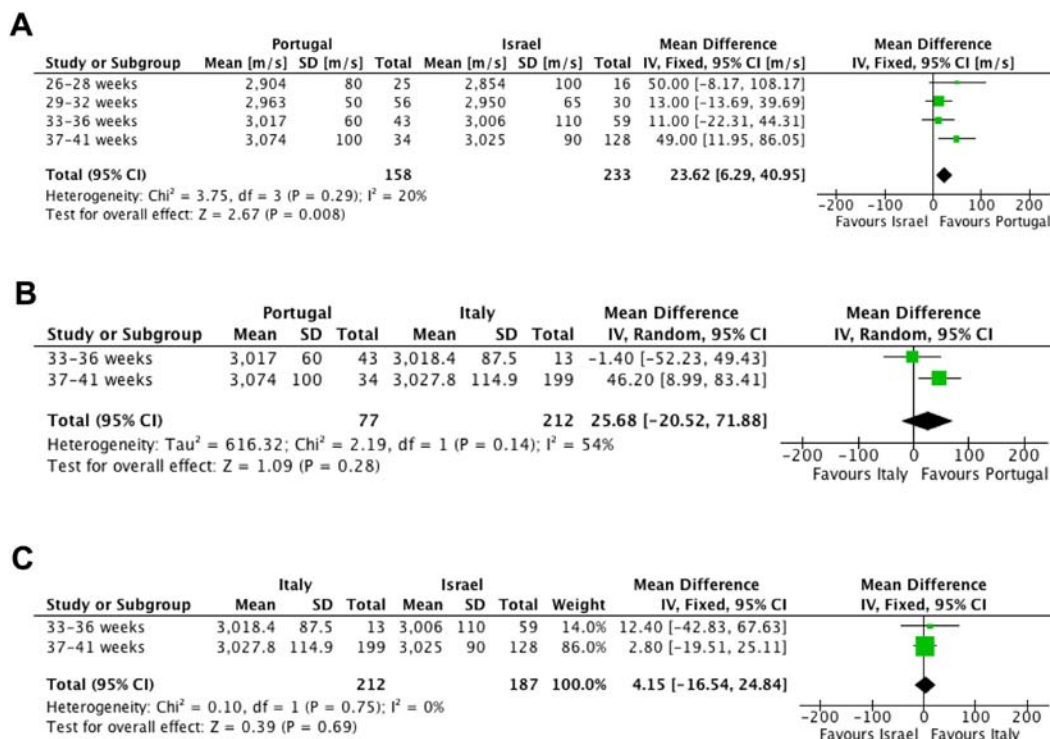 A
Portugal Israel Mean Difference Mean Difference
Study or Subgroup Mean [m/s] SD [m/s] Total Mean [m/s] SD [m/s] Total IV, Fixed, 95% CI [m/s] IV, Fixed, 95% CI [m/s]
26-28 weeks 2,904 80 25 2,854 100 16 50.00 [-8.17, 108.17]
29-32 weeks 2,963 50 56 2,950 65 30 13.00 [-13.69, 39.69]
33-36 weeks 3,017 60 43 3,006 110 59 11.00 [-22.31, 44.31]
37-41 weeks 3,074 100 34 3,025 90 128 49.00 [11.95, 86.05]
Total (95% CI) 158 233 23.62 [6.29, 40.95]
Heterogeneity: Chi² = 3.75, df = 3 (P = 0.29); I² = 20%
Test for overall effect: Z = 2.67 (P = 0.008)
-200 -100 0 100 200
Favours Israel Favours Portugal
B
Portugal Italy Mean Difference Mean Difference
Study or Subgroup Mean SD Total Mean SD Total IV, Random, 95% CI IV, Random, 95% CI
33-36 weeks 3,017 60 43 3,018.4 87.5 13 -1.40 [-52.23, 49.43]
37-41 weeks 3,074 100 34 3,027.8 114.9 199 46.20 [8.99, 83.41]
Total (95% CI) 77 212 25.68 [-20.52, 71.88]
Heterogeneity: Tau² = 616.32; Chi² = 2.19, df = 1 (P = 0.14); I² = 54%
Test for overall effect: Z = 1.09 (P = 0.28)
-200 -100 0 100 200
Favours Italy Favours Portugal
C
Italy Israel Mean Difference Mean Difference
Study or Subgroup Mean SD Total Mean SD Total Weight IV, Fixed, 95% CI IV, Fixed, 95% CI
33-36 weeks 3,018.4 87.5 13 3,006 110 59 14.0% 12.40 [-42.83, 67.63]
37-41 weeks 3,027.8 114.9 199 3,025 90 128 86.0% 2.80 [-19.51, 25.11]
Total (95% CI) 212 187 100.0% 4.15 [-16.54, 24.84]
Heterogeneity: Chi² = 0.10, df = 1 (P = 0.75); I² = 0%
Test for overall effect: Z = 0.39 (P = 0.69)
-200 -100 0 100 200
Favours Israel Favours Italy